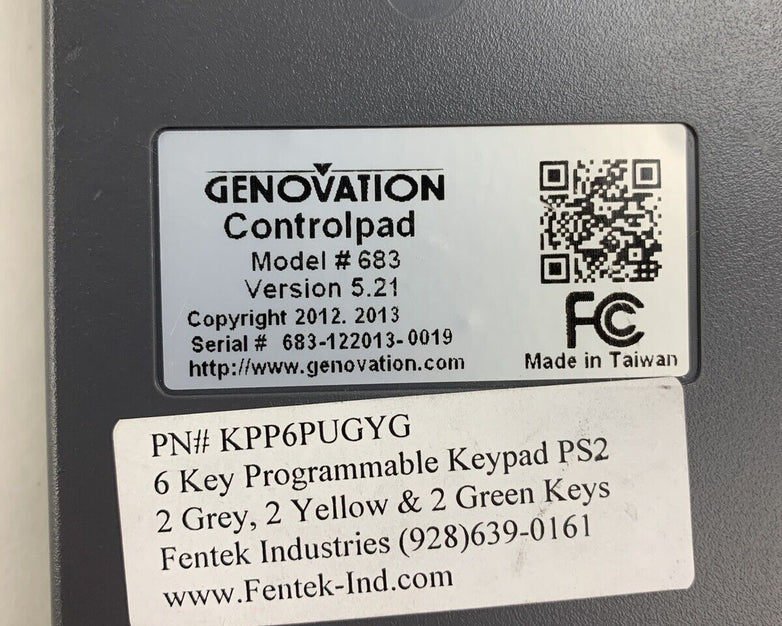 GENOVATION
Controlpad
Model # 683
Version 5.21
Copyright 2012. 2013
Serial # 683-122013-0019
http://www.genovation.com
FC
Made in Taiwan
PN# KPP6PUGYG
6 Key Programmable Keypad PS2
2 Grey, 2 Yellow & 2 Green Keys
Fentek Industries (928)639-0161
www.Fentek-Ind.com